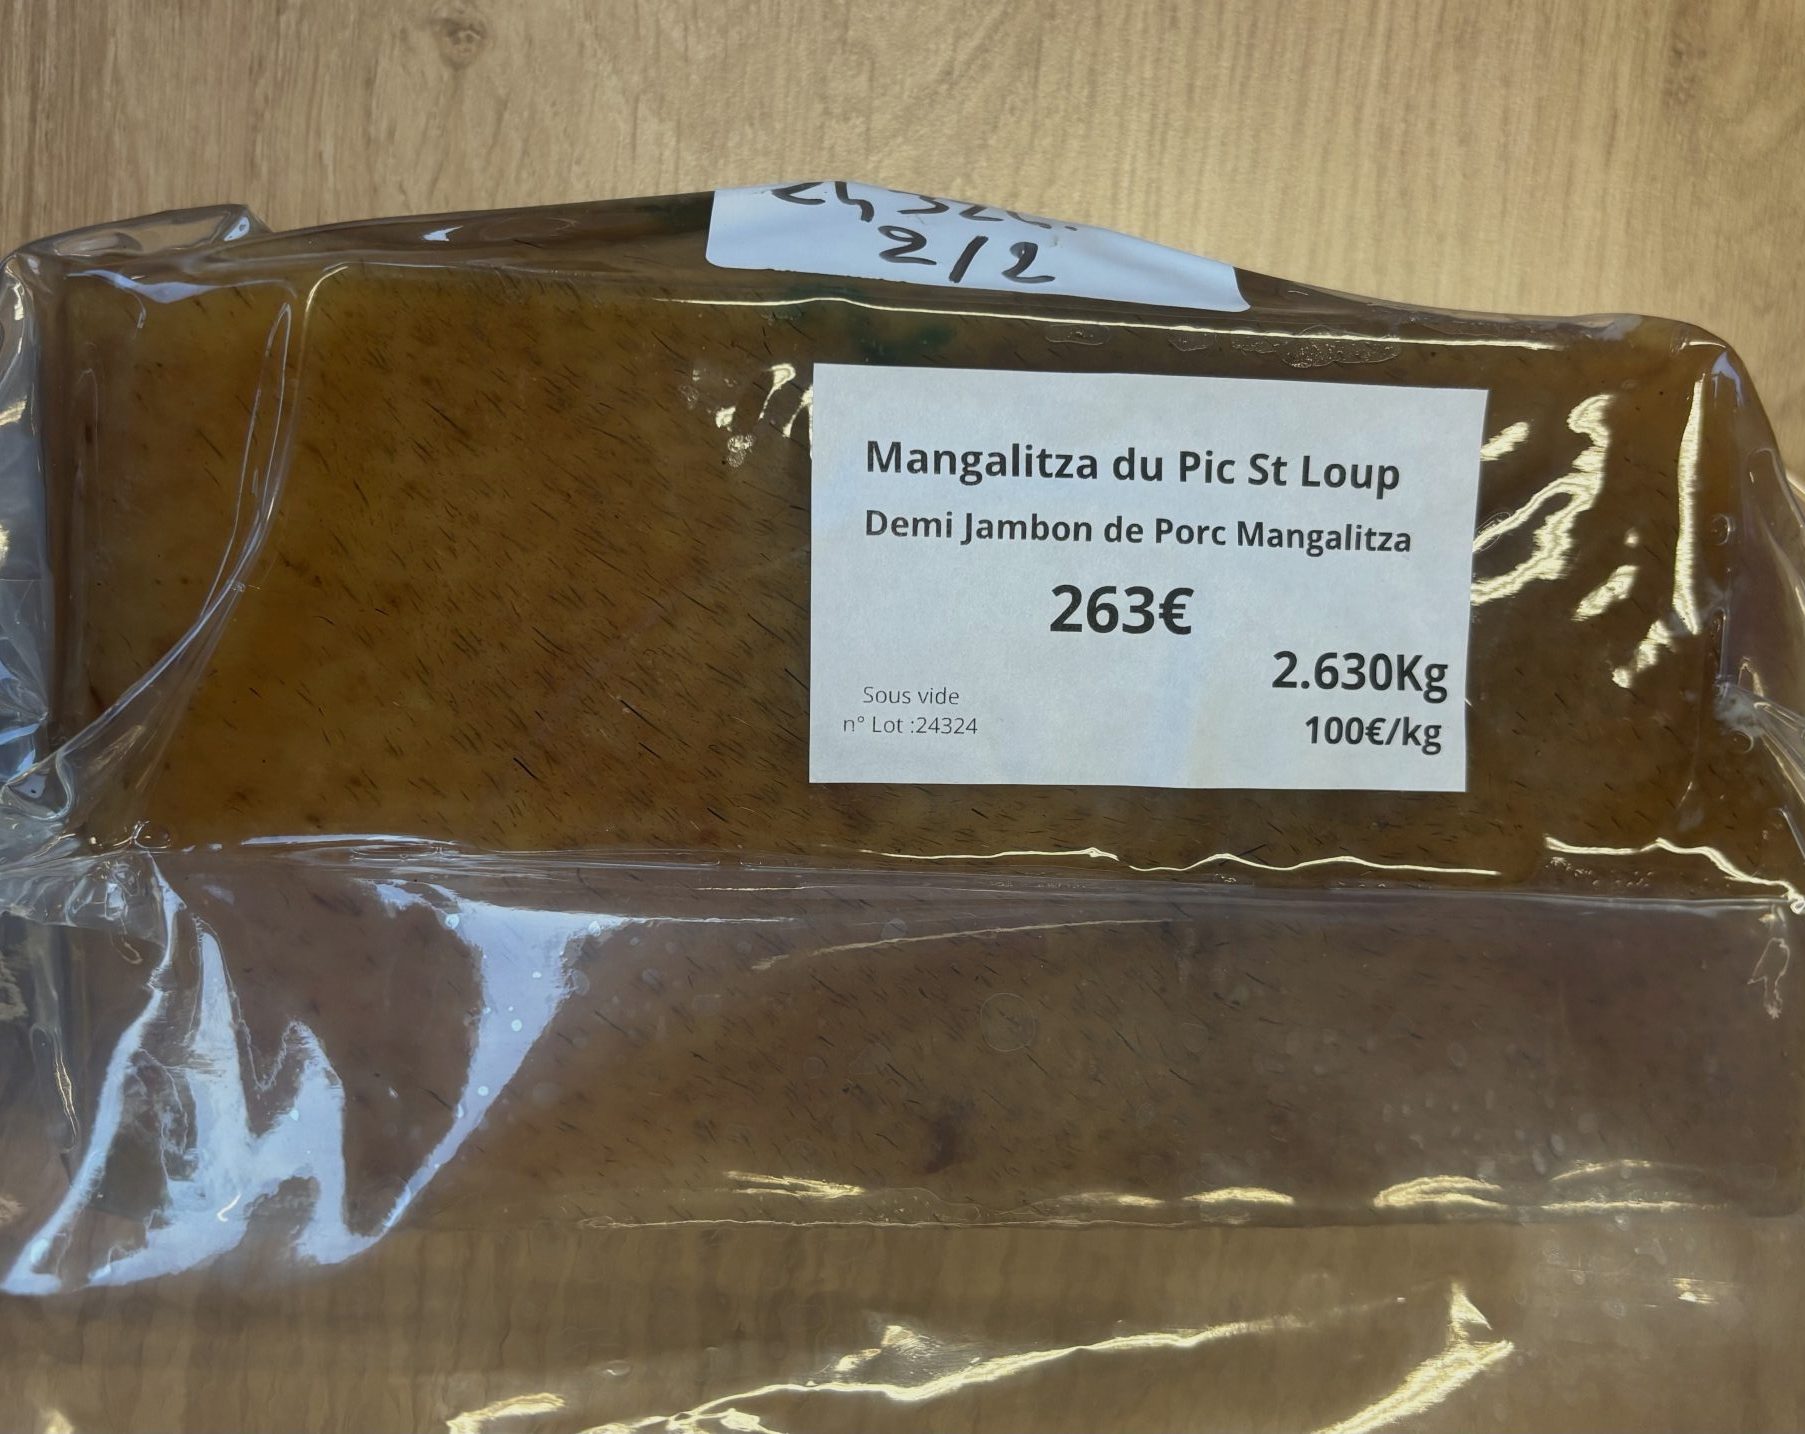 2/2
Mangalitza du Pic St Loup
Demi Jambon de Porc Mangalitza
263€
2.630Kg
100€/kg
Sous vide
n° Lot :24324